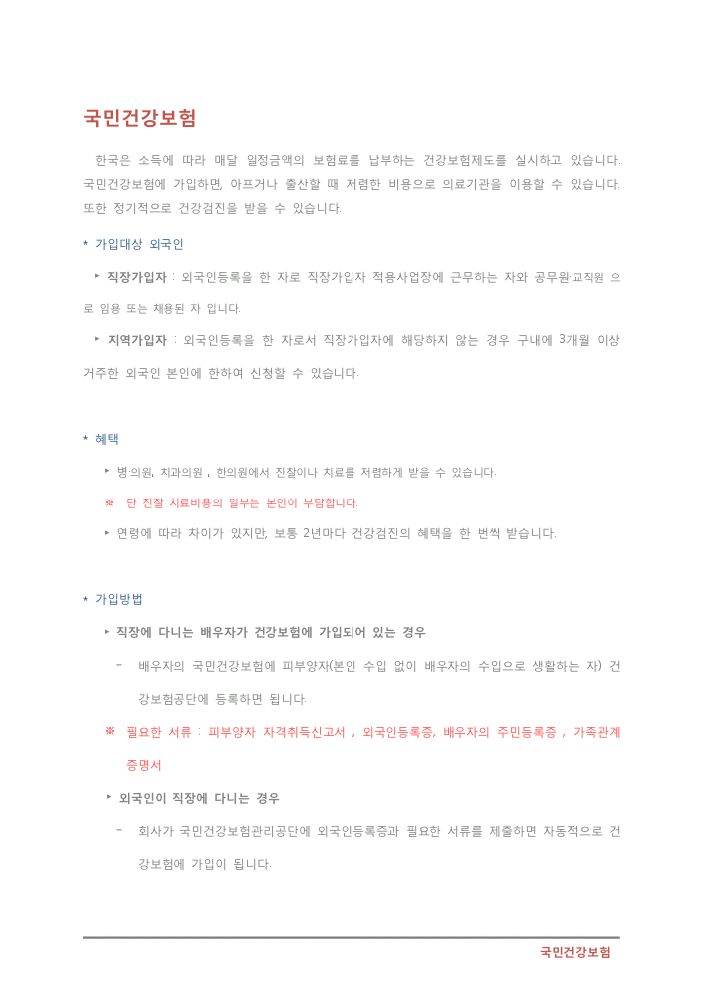 국민건강보험
한국은 소득에 따라 매달 일정금액의 보험료를 납부하는 건강보험제도를 실시하고 있습니다.
국민건강보험에 가입하면, 아프거나 출산할 때 저렴한 비용으로 의료기관을 이용할 수 있습니다.
또한 정기적으로 건강검진을 받을 수 있습니다.
* 가입대상 외국인
▸ 직장가입자 : 외국인등록을 한 자로 직장가입자 적용사업장에 근무하는 자와 공무원·교직원 으
로 임용 또는 채용된 자 입니다.
▸ 지역가입자 : 외국인등록을 한 자로서 직장가입자에 해당하지 않는 경우 구내에 3개월 이상
거주한 외국인 본인에 한하여 신청할 수 있습니다.
* 혜택
▸ 병·의원, 치과의원 , 한의원에서 진찰이나 치료를 저렴하게 받을 수 있습니다.
※ 단 진찰 치료비용의 일부는 본인이 부담합니다.
▸ 연령에 따라 차이가 있지만, 보통 2년마다 건강검진의 혜택을 한 번씩 받습니다.
* 가입방법
▸ 직장에 다니는 배우자가 건강보험에 가입되어 있는 경우
- 배우자의 국민건강보험에 피부양자(본인 수입 없이 배우자의 수입으로 생활하는 자) 건
강보험공단에 등록하면 됩니다.
※ 필요한 서류 : 피부양자 자격취득신고서 , 외국인등록증, 배우자의 주민등록증 , 가족관계
증명서
▸ 외국인이 직장에 다니는 경우
- 회사가 국민건강보험관리공단에 외국인등록증과 필요한 서류를 제출하면 자동적으로 건
강보험에 가입이 됩니다.
국민건강보험